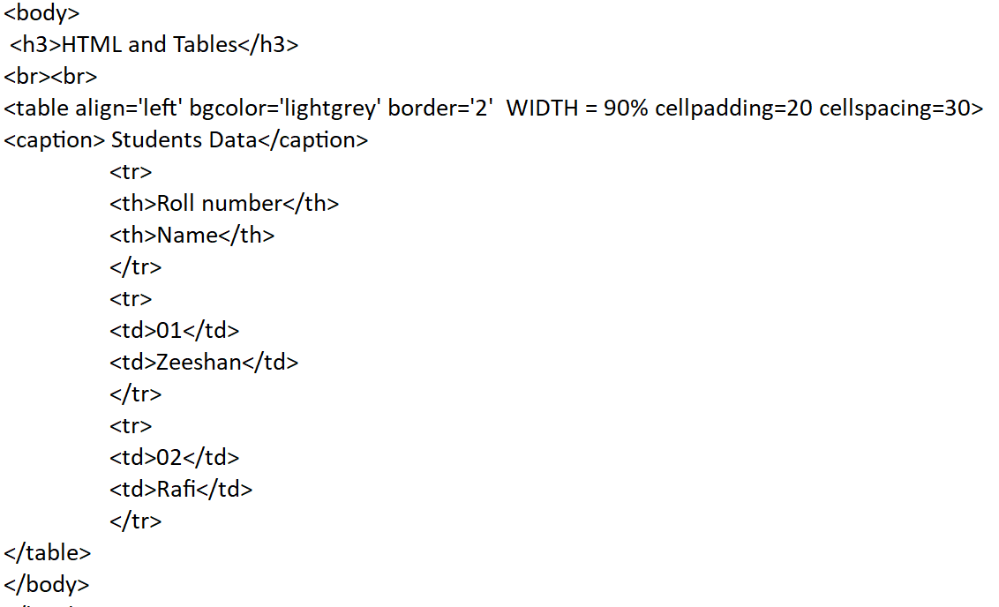 <body>
<h3>HTML and Tables</h3>
<br><br>
<table align='left' bgcolor='lightgrey' border='2'  WIDTH = 90% cellpadding=20 cellspacing=30>
<caption> Students Data</caption>
<tr>
<th>Roll number</th>
<th>Name</th>
</tr>
<tr>
<td>01</td>
<td>Zeeshan</td>
</tr>
<tr>
<td>02</td>
<td>Rafi</td>
</tr>
</table>
</body>